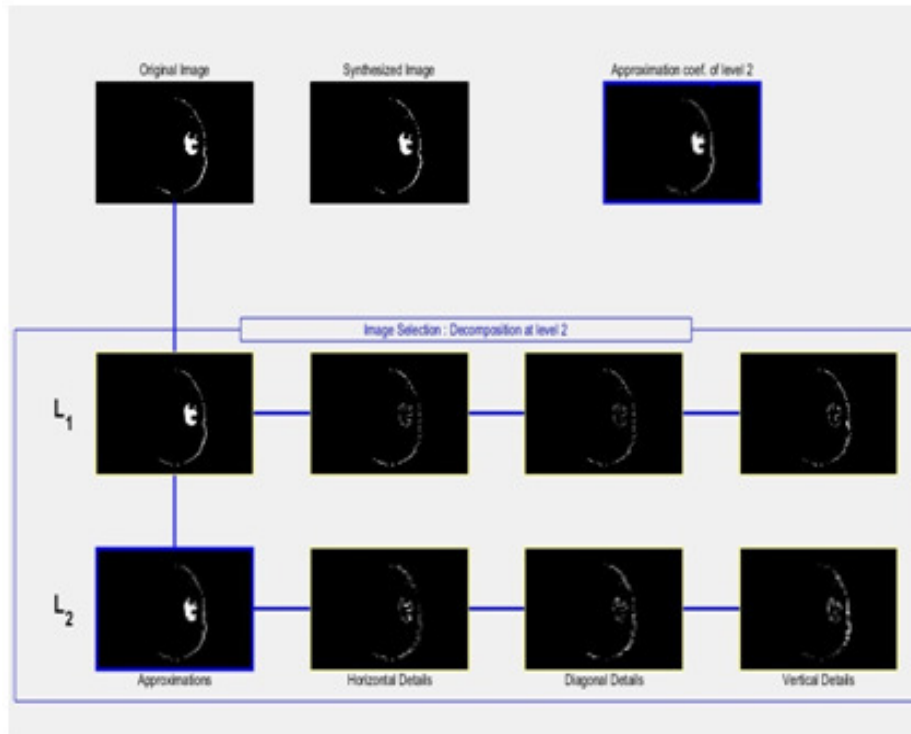 Original Image
Synthesized Image
Approximation coef. of level 2
Image Selection : Decomposition at level 2
L1
L2
Approximations
Horizontal Details
Diagonal Details
Vertical Details